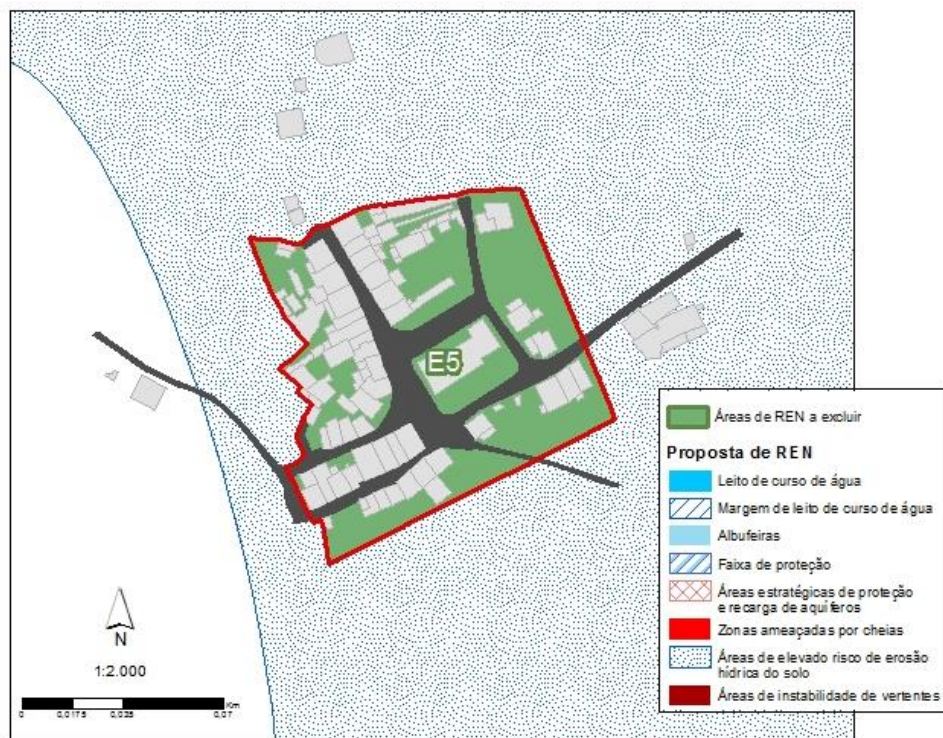 E5
N
1:2.000
Km
0 0,0175 0,035 0,07
Áreas de REN a excluir
Proposta de REN
Leito de curso de água
Margem de leito de curso de água
Albufeiras
Faixa de proteção
Áreas estratégicas de proteção
e recarga de aquíferos
Zonas ameaçadas por cheias
Áreas de elevado risco de erosão
hídrica do solo
Áreas de instabilidade de vertentes